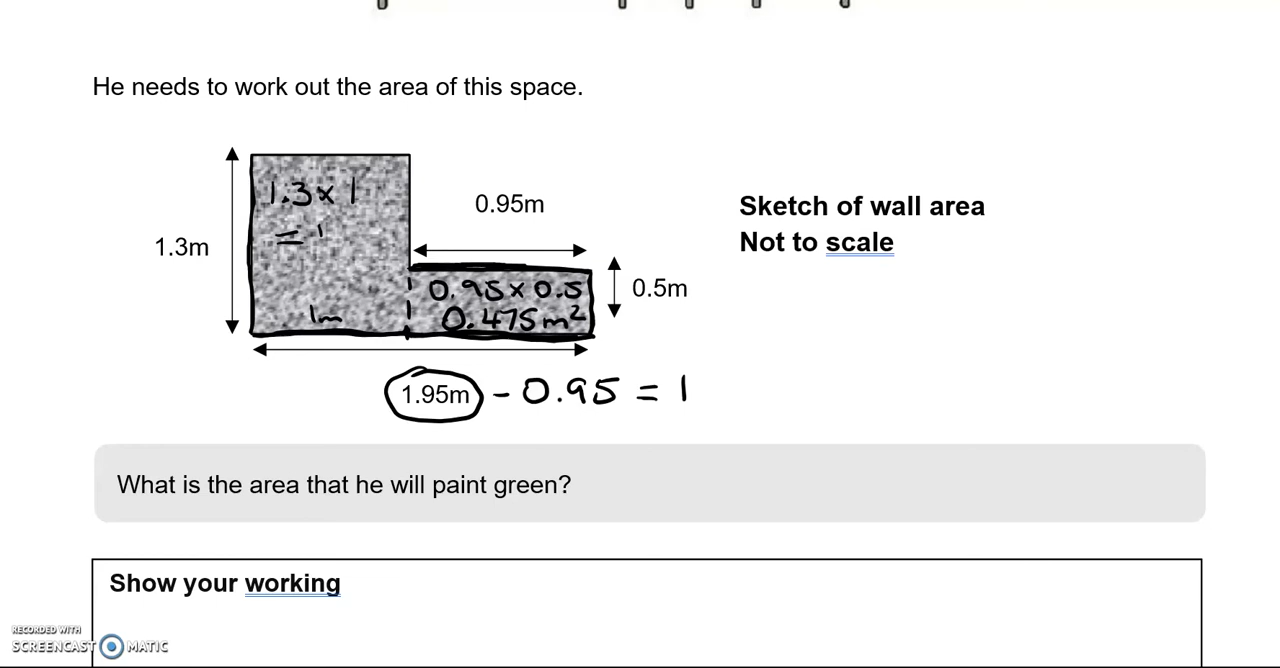 He needs to work out the area of this space.
1.3 x 1
= 1
1.3m
0.95m
Sketch of wall area
Not to scale
0.95 x 0.5
0.5m
1m
0.475m²
1.95m - 0.95 = 1
What is the area that he will paint green?
Show your working
RECORDED WITH
SCREENCAST MATIC